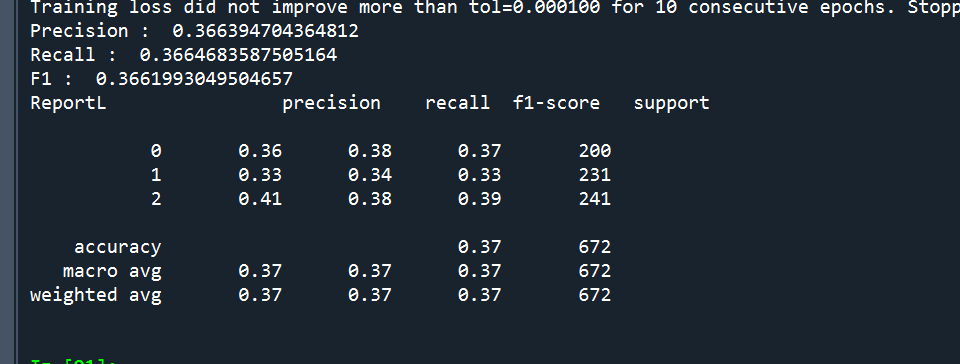 Training loss did not improve more than tol=0.000100 for 10 consecutive epochs. Stopp
Precision :  0.366394704364812
Recall :  0.3664683587505164
F1 :  0.3661993049504657
ReportL                precision    recall  f1-score   support
           0       0.36      0.38      0.37       200
           1       0.33      0.34      0.33       231
           2       0.41      0.38      0.39       241
    accuracy                           0.37       672
   macro avg       0.37      0.37      0.37       672
weighted avg       0.37      0.37      0.37       672